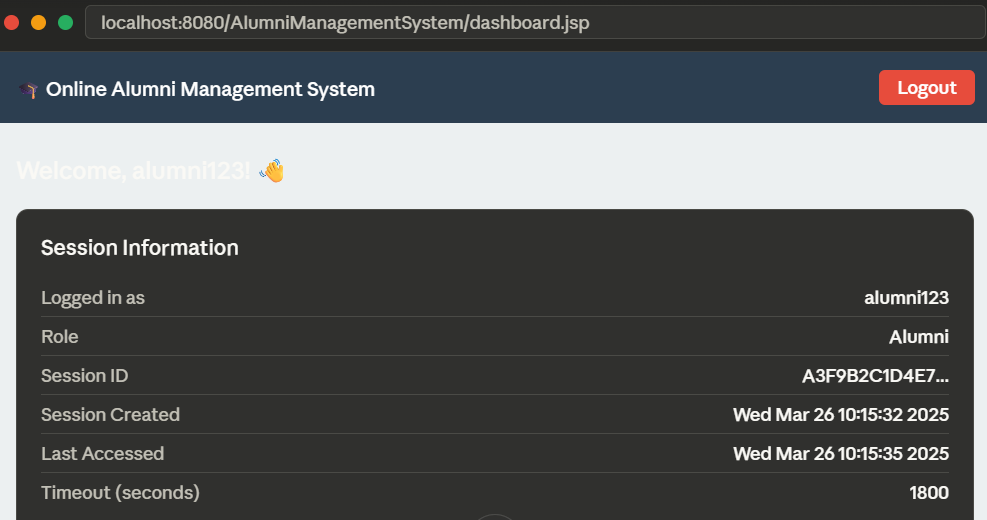 localhost:8080/AlumniManagementSystem/dashboard.jsp
🎓 Online Alumni Management System
Logout
Welcome, alumni123! 👋
Session Information
Logged in as alumni123
Role Alumni
Session ID A3F9B2C1D4E7...
Session Created Wed Mar 26 10:15:32 2025
Last Accessed Wed Mar 26 10:15:35 2025
Timeout (seconds) 1800